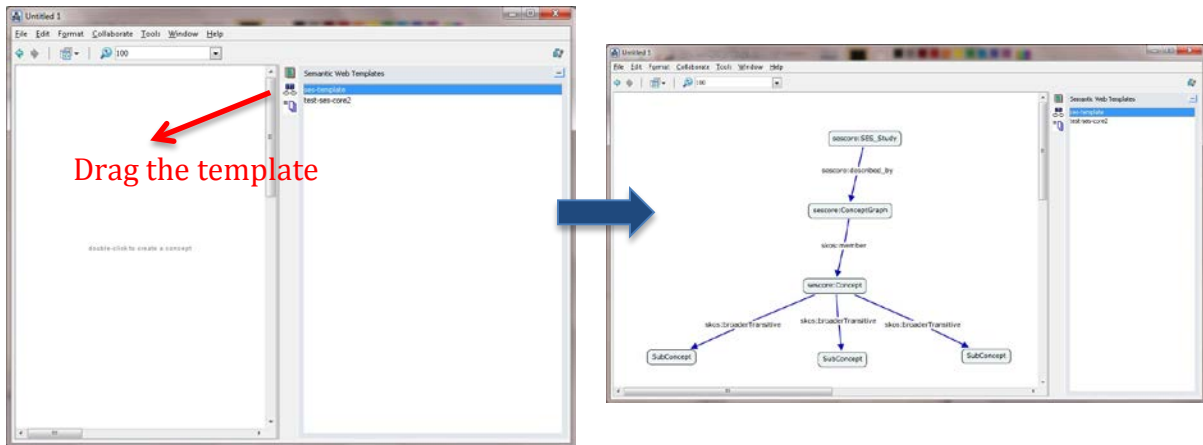 Untitled 1
File Edit Format Collaborate Tools Window Help
100
Semantic Web Templates
ses-template
test-ses-core2
Drag the template
double-click to create a concept
Untitled 1
File Edit Format Collaborate Tools Window Help
100
Semantic Web Templates
ses-template
test-ses-core2
sescore:SES_Study
sescore:described_by
sescore:ConceptGraph
skos:member
sescore:Concept
skos:broaderTransitive
skos:broaderTransitive
skos:broaderTransitive
SubConcept
SubConcept
SubConcept